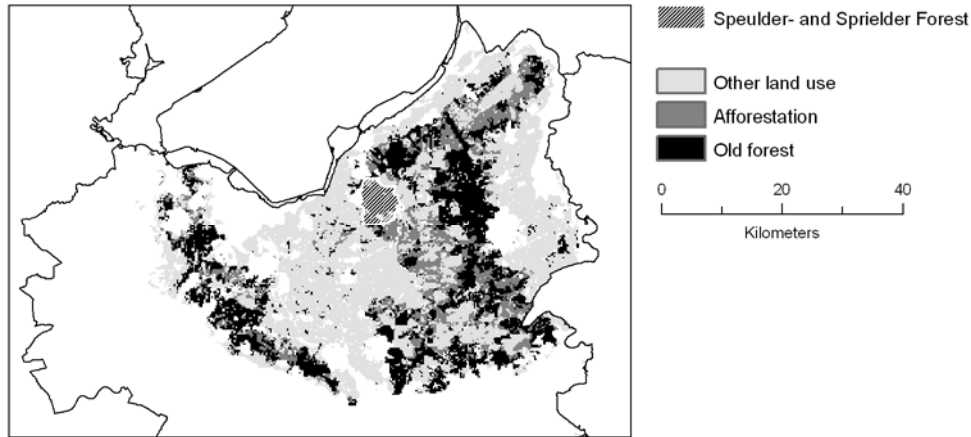 Speulder- and Sprielder Forest
Other land use
Afforestation
Old forest
0 20 40
Kilometers